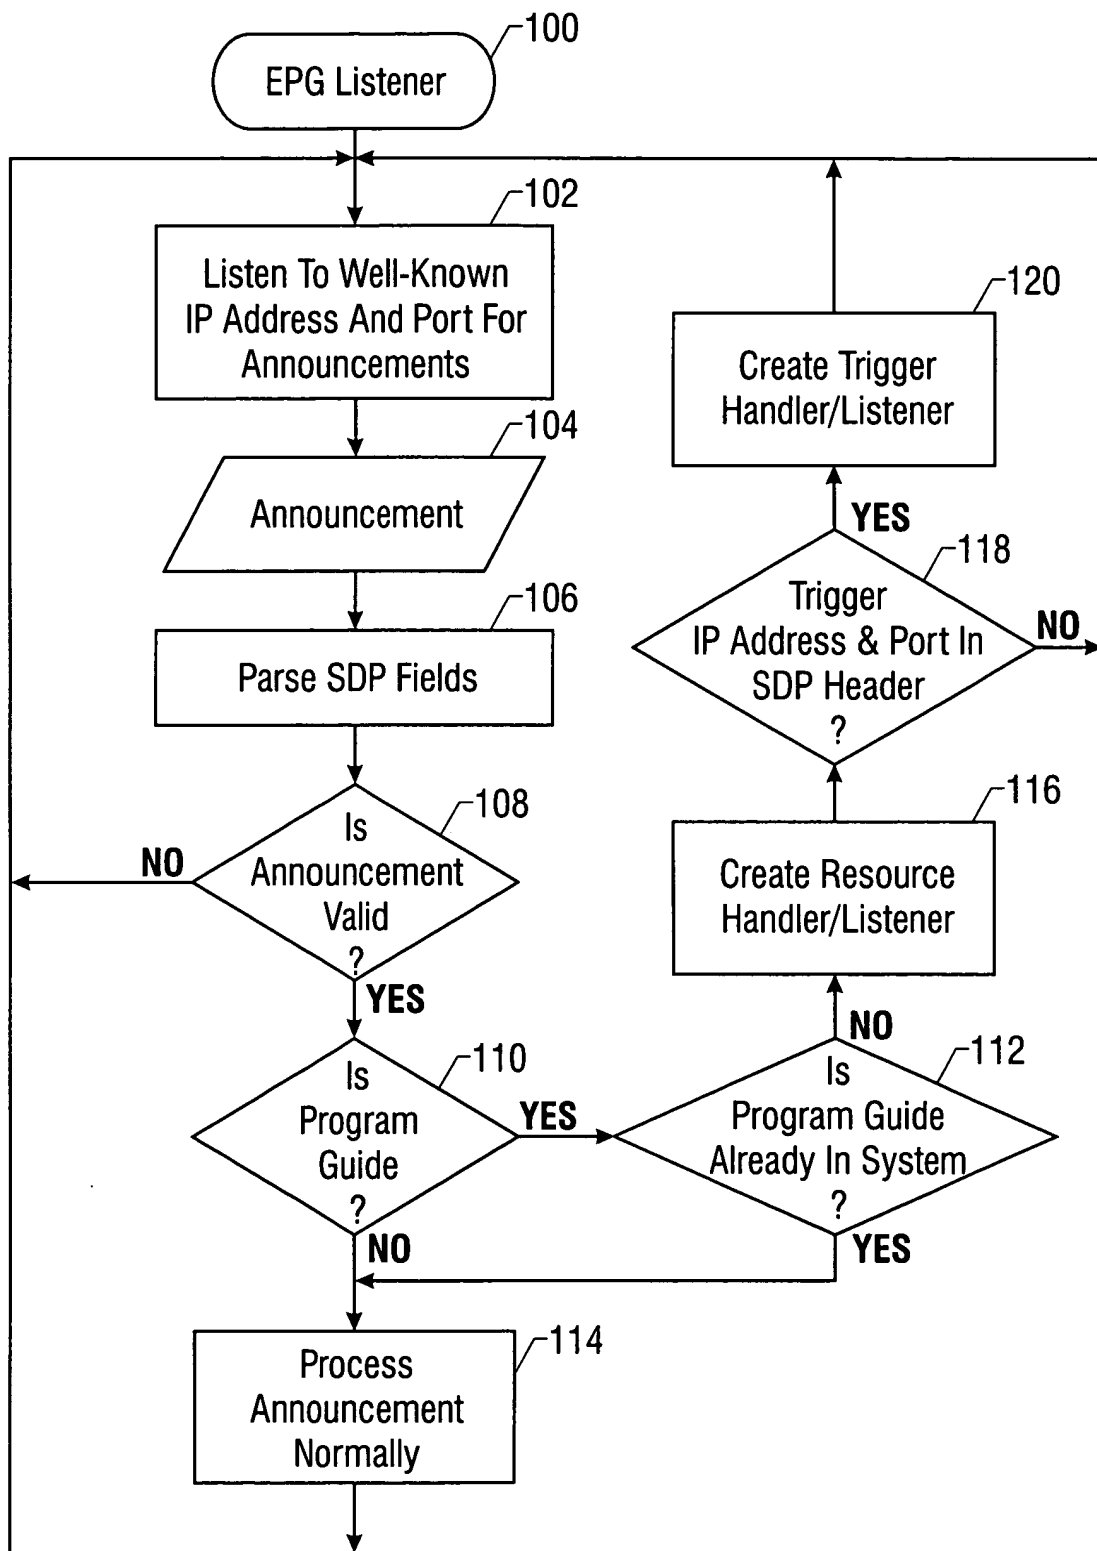 100
EPG Listener
102
Listen To Well-Known
IP Address And Port For
Announcements
104
Announcement
106
Parse SDP Fields
108
Is
Announcement
Valid
?
NO
YES
110
Is
Program
Guide
?
YES
NO
112
Is
Program Guide
Already In System
?
NO
YES
114
Process
Announcement
Normally
116
Create Resource
Handler/Listener
118
Trigger
IP Address & Port In
SDP Header
?
YES
NO
120
Create Trigger
Handler/Listener